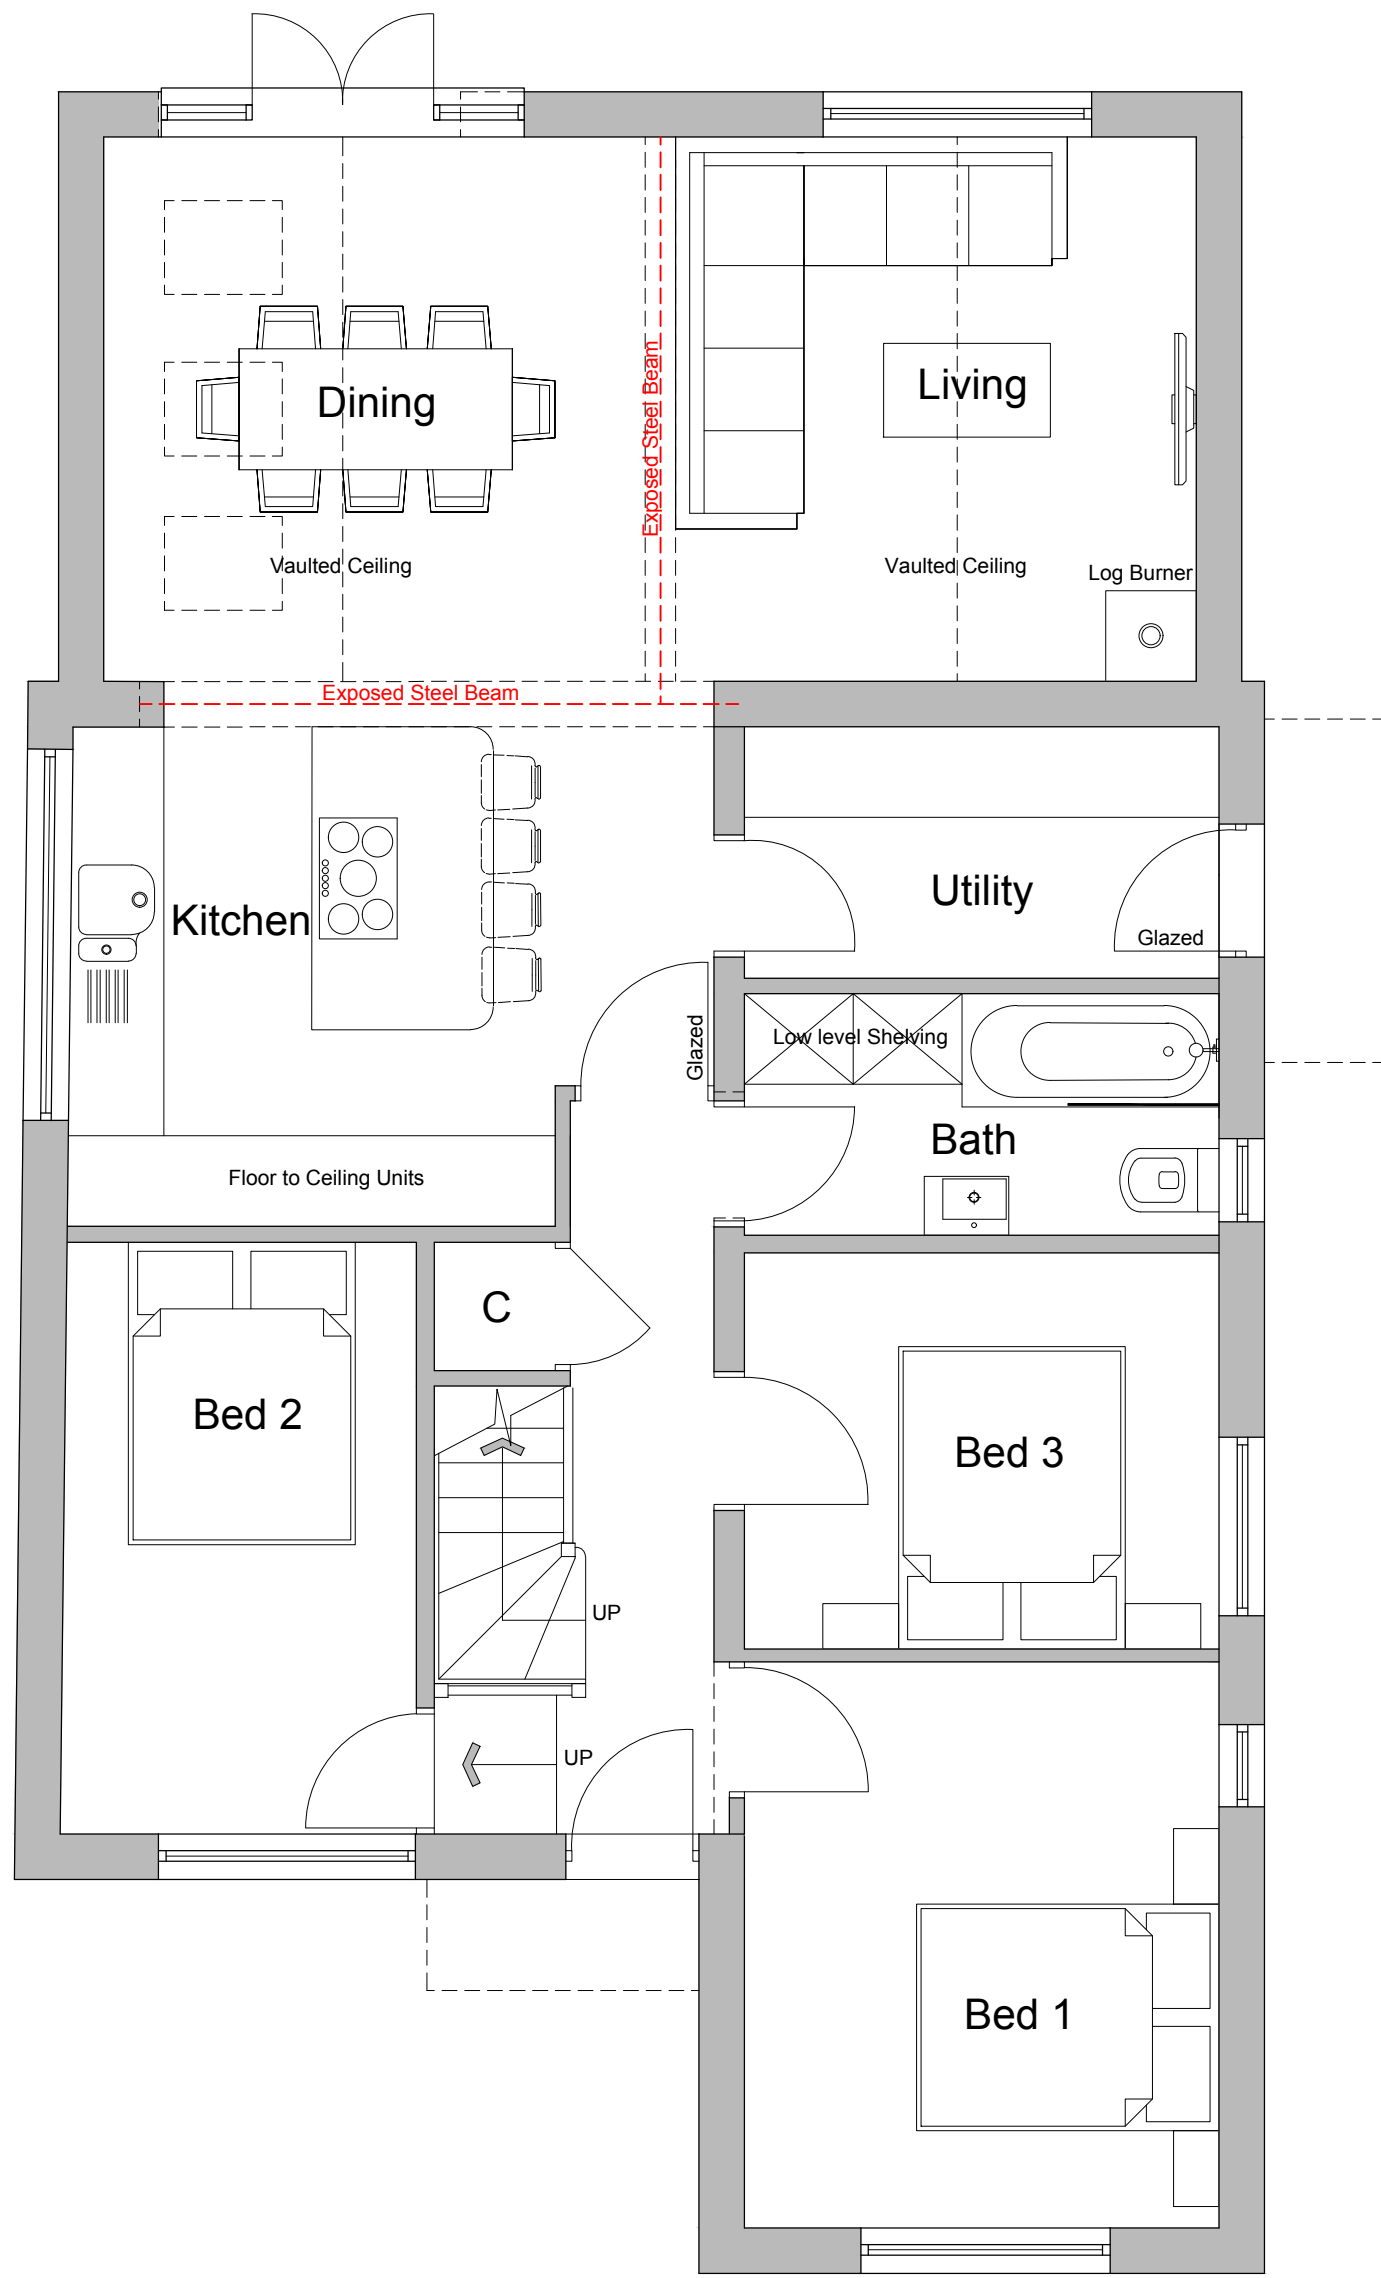 Dining
Living
Exposed Steel Beam
Vaulted Ceiling
Vaulted Ceiling
Log Burner
Exposed Steel Beam
Kitchen
Utility
Glazed
Glazed
Low level Shelving
Bath
Floor to Ceiling Units
C
Bed 2
Bed 3
UP
UP
Bed 1